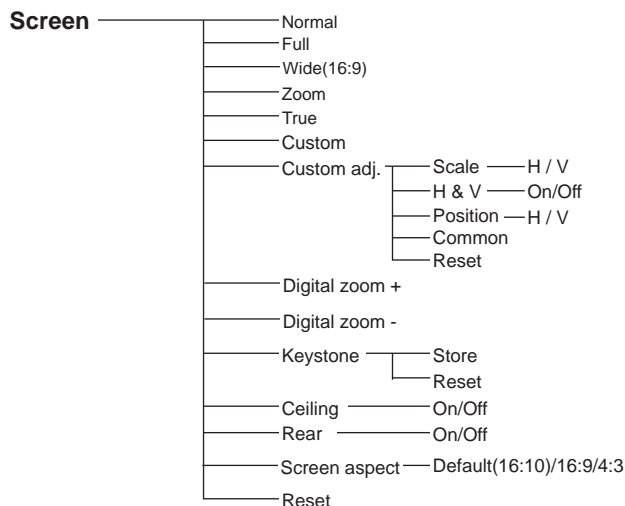 Screen Normal
Full
Wide(16:9)
Zoom
True
Custom
Custom adj. Scale H / V
H & V On/Off
Position H / V
Common
Reset
Digital zoom +
Digital zoom -
Keystone Store
Reset
Ceiling On/Off
Rear On/Off
Screen aspect Default(16:10)/16:9/4:3
Reset